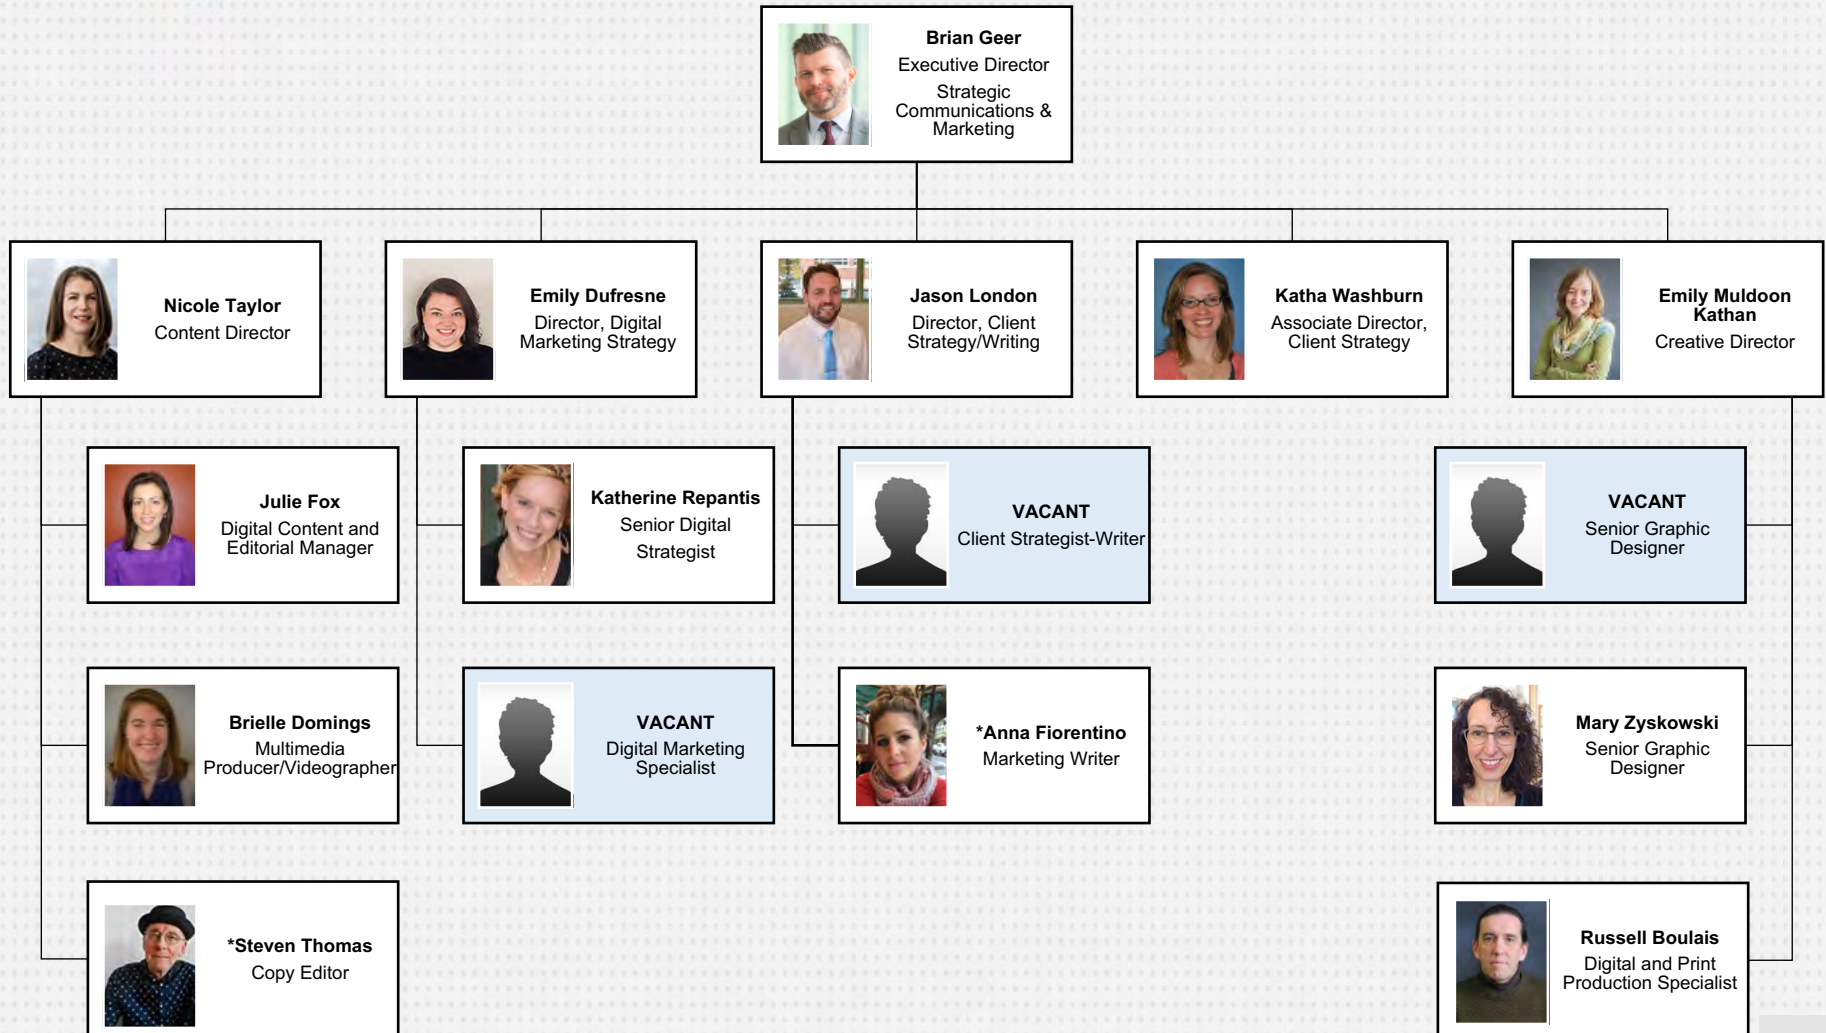 Brian Geer
Executive Director
Strategic
Communications &
Marketing
Nicole Taylor
Content Director
Emily Dufresne
Director, Digital
Marketing Strategy
Jason London
Director, Client
Strategy/Writing
Katha Washburn
Associate Director,
Client Strategy
Emily Muldoon
Kathan
Creative Director
Julie Fox
Digital Content and
Editorial Manager
Katherine Repantis
Senior Digital
Strategist
VACANT
Client Strategist-Writer
VACANT
Senior Graphic
Designer
Brielle Domings
Multimedia
Producer/Videographer
VACANT
Digital Marketing
Specialist
*Anna Fiorentino
Marketing Writer
Mary Zyskowski
Senior Graphic
Designer
*Steven Thomas
Copy Editor
Russell Boulais
Digital and Print
Production Specialist